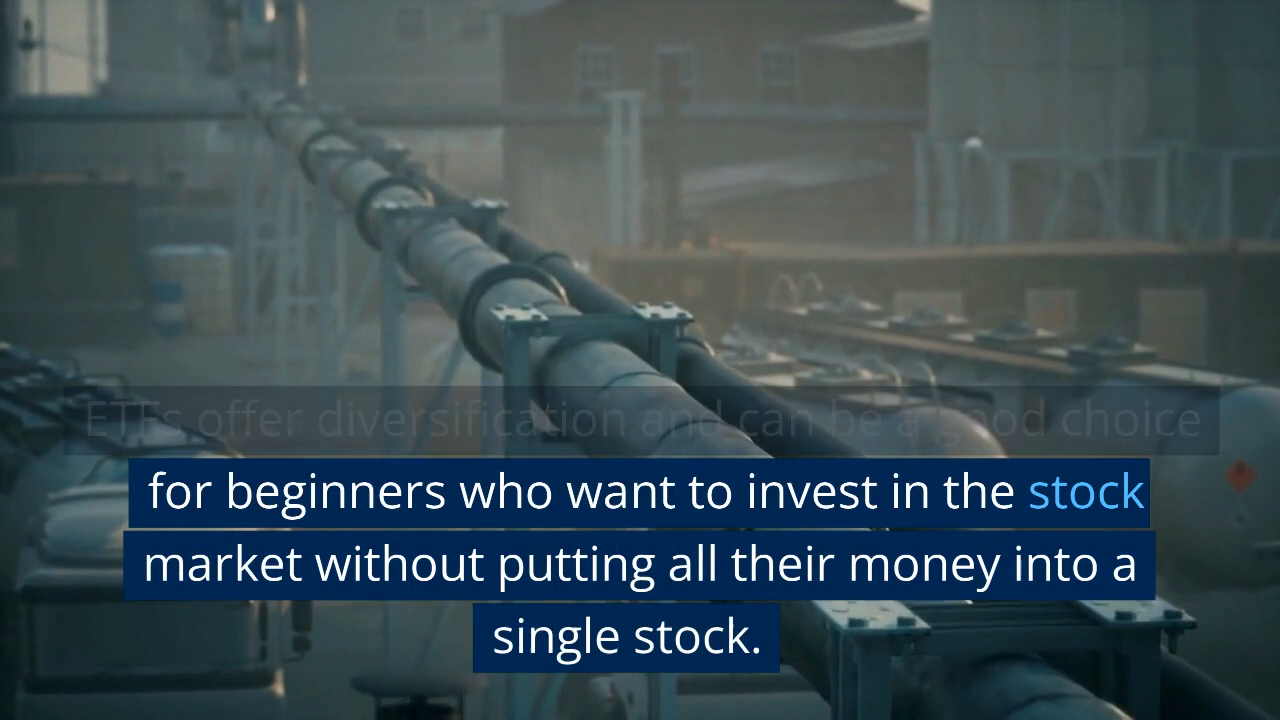 ETFs offer diversification and can be a good choice
for beginners who want to invest in the stock
market without putting all their money into a
single stock.